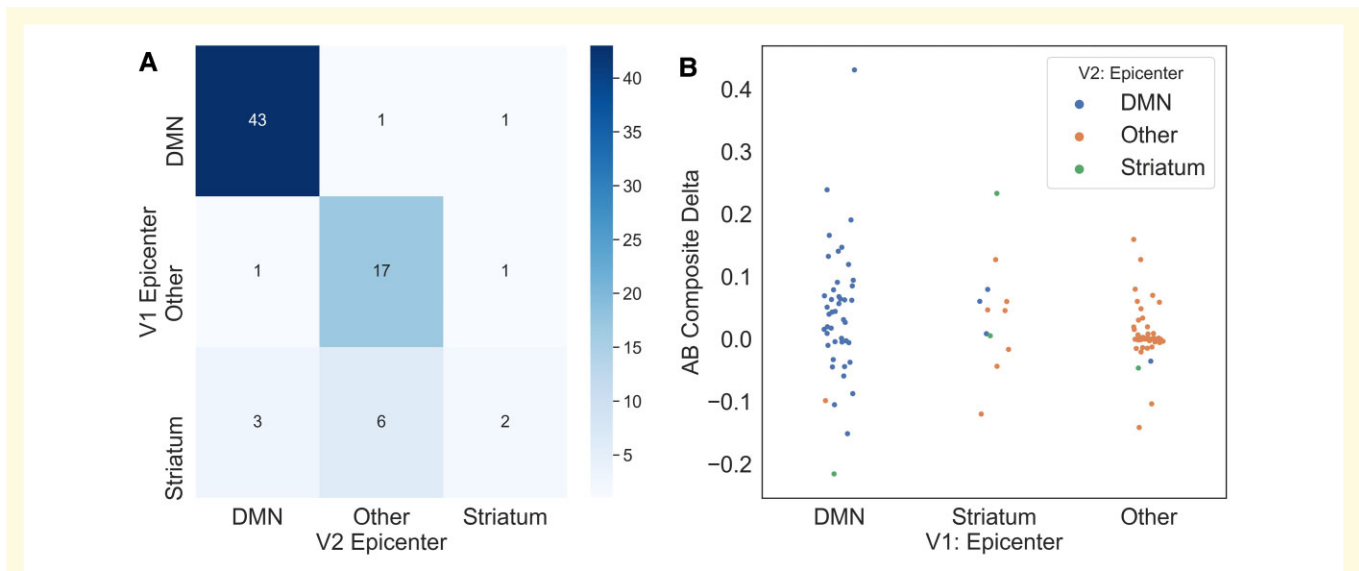 A
DMN
V1 Epicenter
Other
Striatum
43 1 1
1 17 1
3 6 2
DMN Other Striatum
V2 Epicenter
40
35
30
25
20
15
10
5
B
AB Composite Delta
0.4
0.3
0.2
0.1
0.0
−0.1
−0.2
V2: Epicenter
DMN
Other
Striatum
DMN Striatum Other
V1: Epicenter